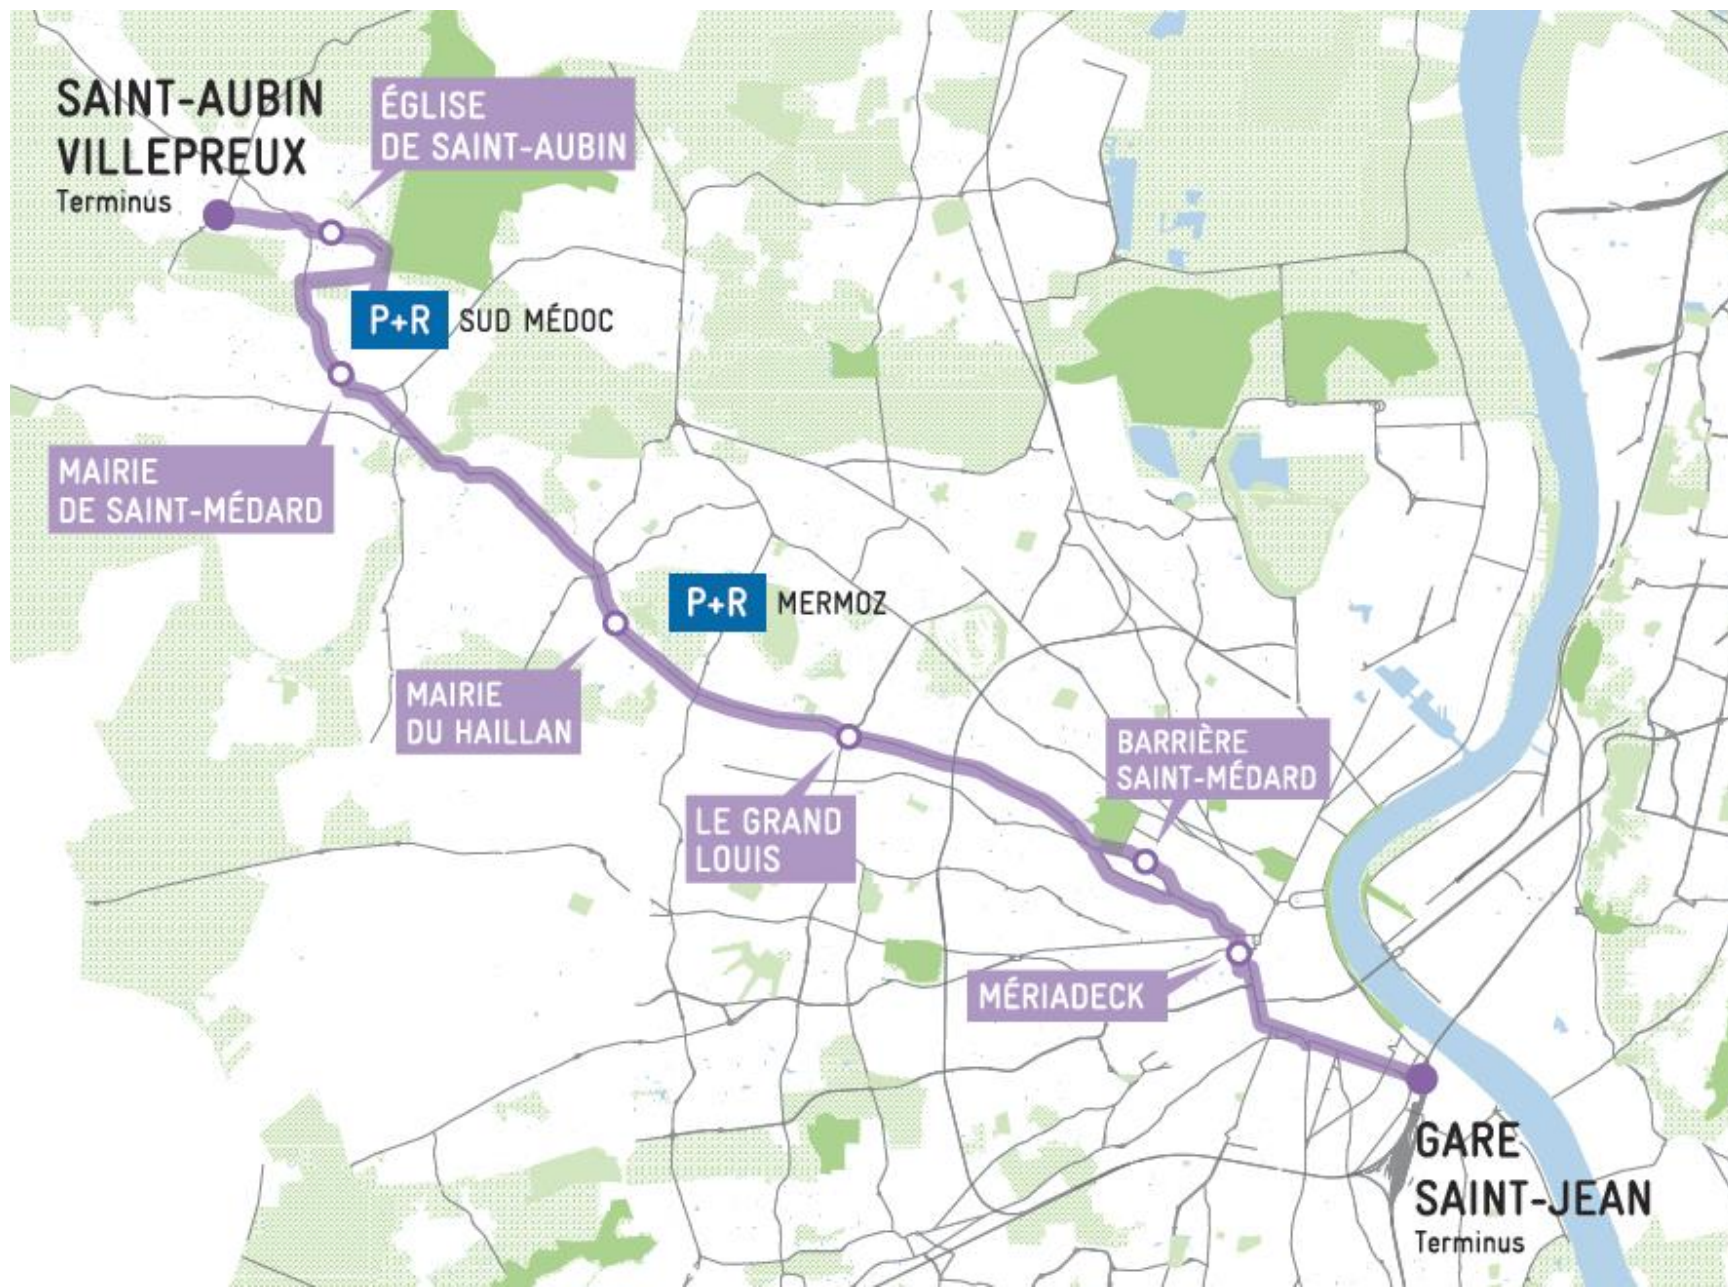 SAINT-AUBIN
VILLEPREUX
Terminus
ÉGLISE
DE SAINT-AUBIN
P+R SUD MÉDOC
MAIRIE
DE SAINT-MÉDARD
P+R MERMOZ
MAIRIE
DU HAILLAN
BARRIÈRE
SAINT-MÉDARD
LE GRAND
LOUIS
MÉRIADECK
GARE
SAINT-JEAN
Terminus